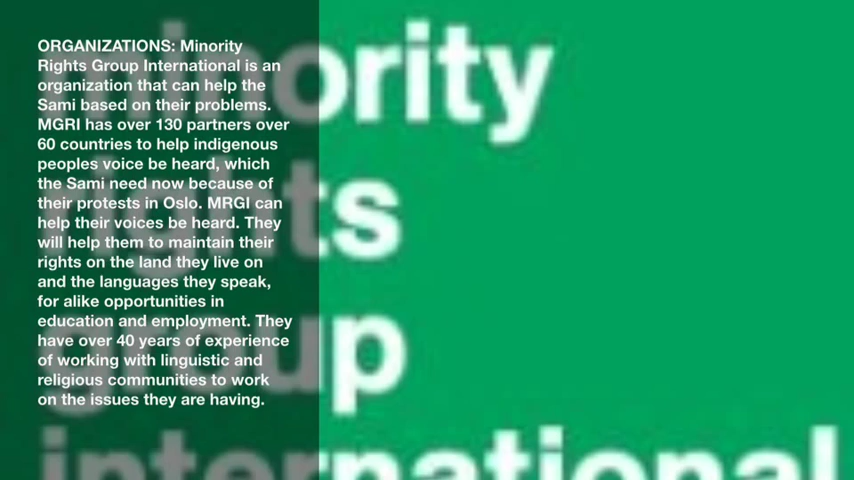 ORGANIZATIONS: Minority
Rights Group International is an
organization that can help the
Sami based on their problems.
MGRI has over 130 partners over
60 countries to help indigenous
peoples voice be heard, which
the Sami need now because of
their protests in Oslo. MRGI can
help their voices be heard. They
will help them to maintain their
rights on the land they live on
and the languages they speak,
for alike opportunities in
education and employment. They
have over 40 years of experience
of working with linguistic and
religious communities to work
on the issues they are having.
minority
rights
group
international